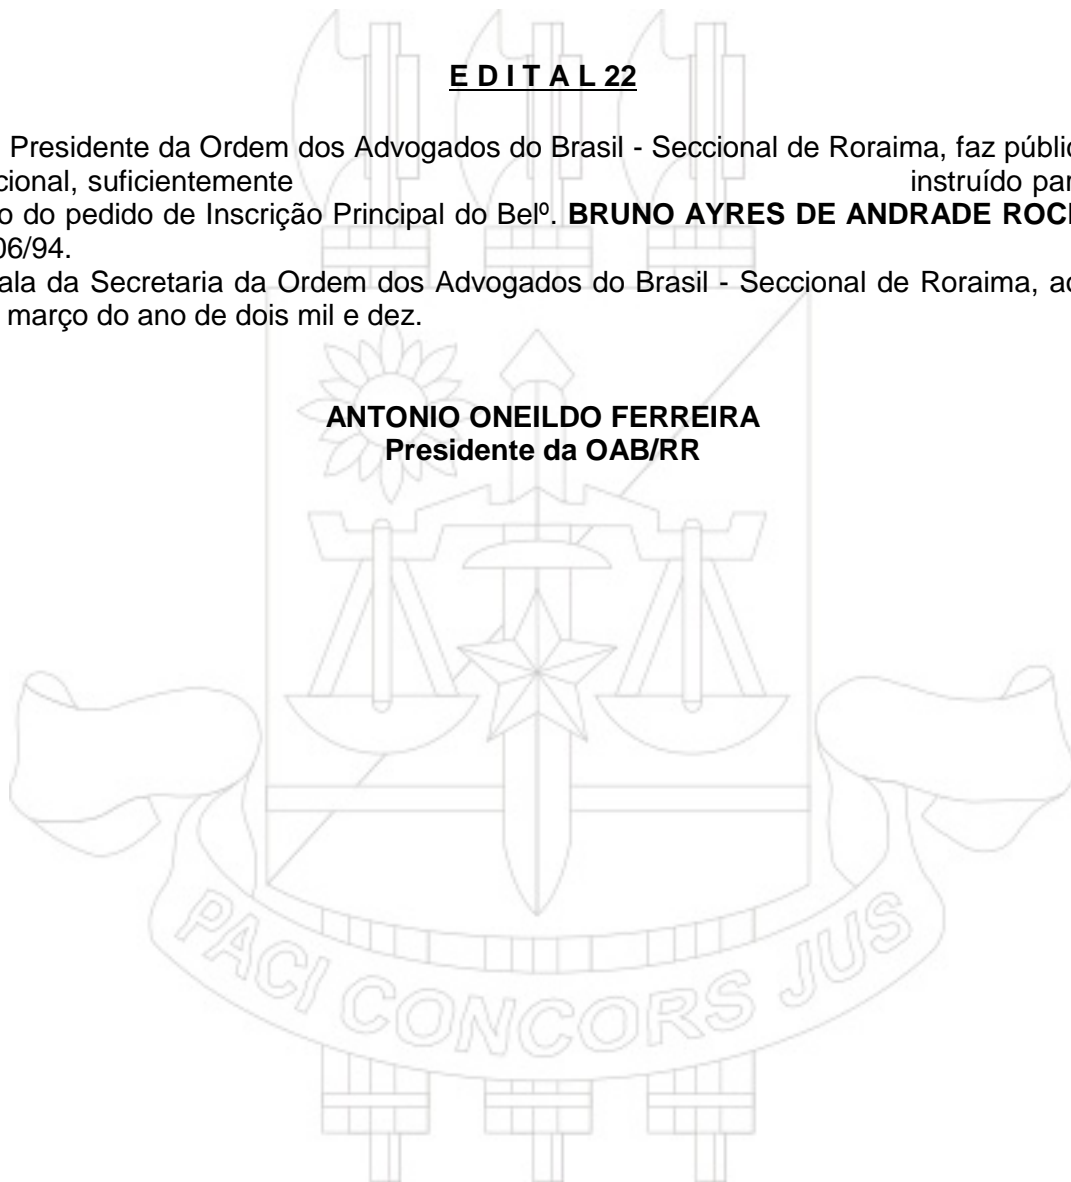 E D I T A L 22
Presidente da Ordem dos Advogados do Brasil - Seccional de Roraima, faz públic
cional, suficientemente instruído par
o do pedido de Inscrição Principal do Belº. BRUNO AYRES DE ANDRADE ROC
06/94.
ala da Secretaria da Ordem dos Advogados do Brasil - Seccional de Roraima, a
março do ano de dois mil e dez.
ANTONIO ONEILDO FERREIRA
Presidente da OAB/RR
PACI CONCORS JUS